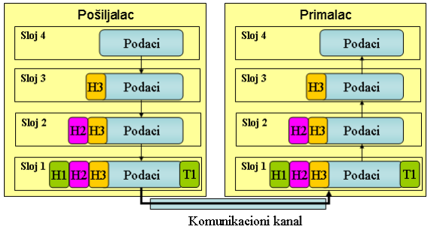 Pošiljalac
Sloj 4 Podaci
Sloj 3 H3 Podaci
Sloj 2 H2 H3 Podaci
Sloj 1 H1 H2 H3 Podaci T1
Primalac
Sloj 4 Podaci
Sloj 3 H3 Podaci
Sloj 2 H2 H3 Podaci
Sloj 1 H1 H2 H3 Podaci T1
Komunikacioni kanal